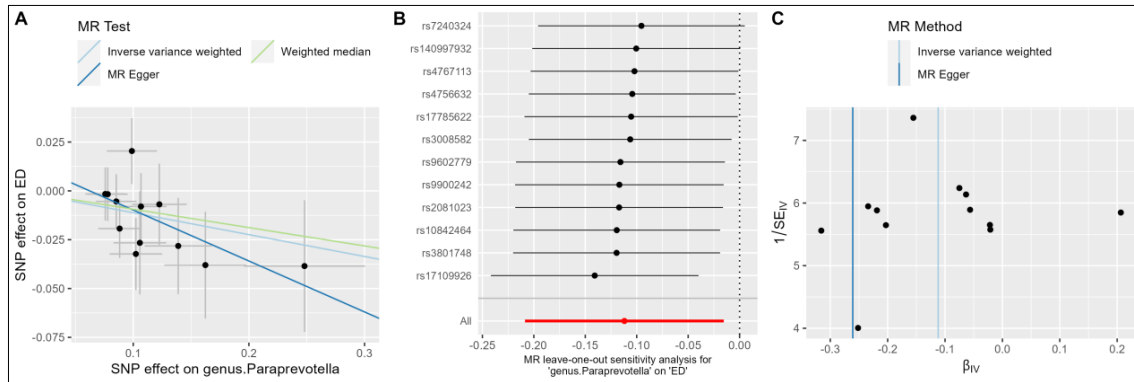 A
MR Test
Inverse variance weighted
Weighted median
MR Egger
SNP effect on ED
0.025
0.000
-0.025
-0.050
-0.075
0.1
0.2
0.3
SNP effect on genus.Paraprevotella
B
rs7240324
rs140997932
rs4767113
rs4756632
rs17785622
rs3008582
rs9602779
rs9900242
rs2081023
rs10842464
rs3801748
rs17109926
All
-0.25
-0.20
-0.15
-0.10
-0.05
0.00
MR leave-one-out sensitivity analysis for
'genus.Paraprevotella' on 'ED'
C
MR Method
Inverse variance weighted
MR Egger
1/SE_IV
7
6
5
4
-0.3
-0.2
-0.1
0.0
0.1
0.2
β_IV